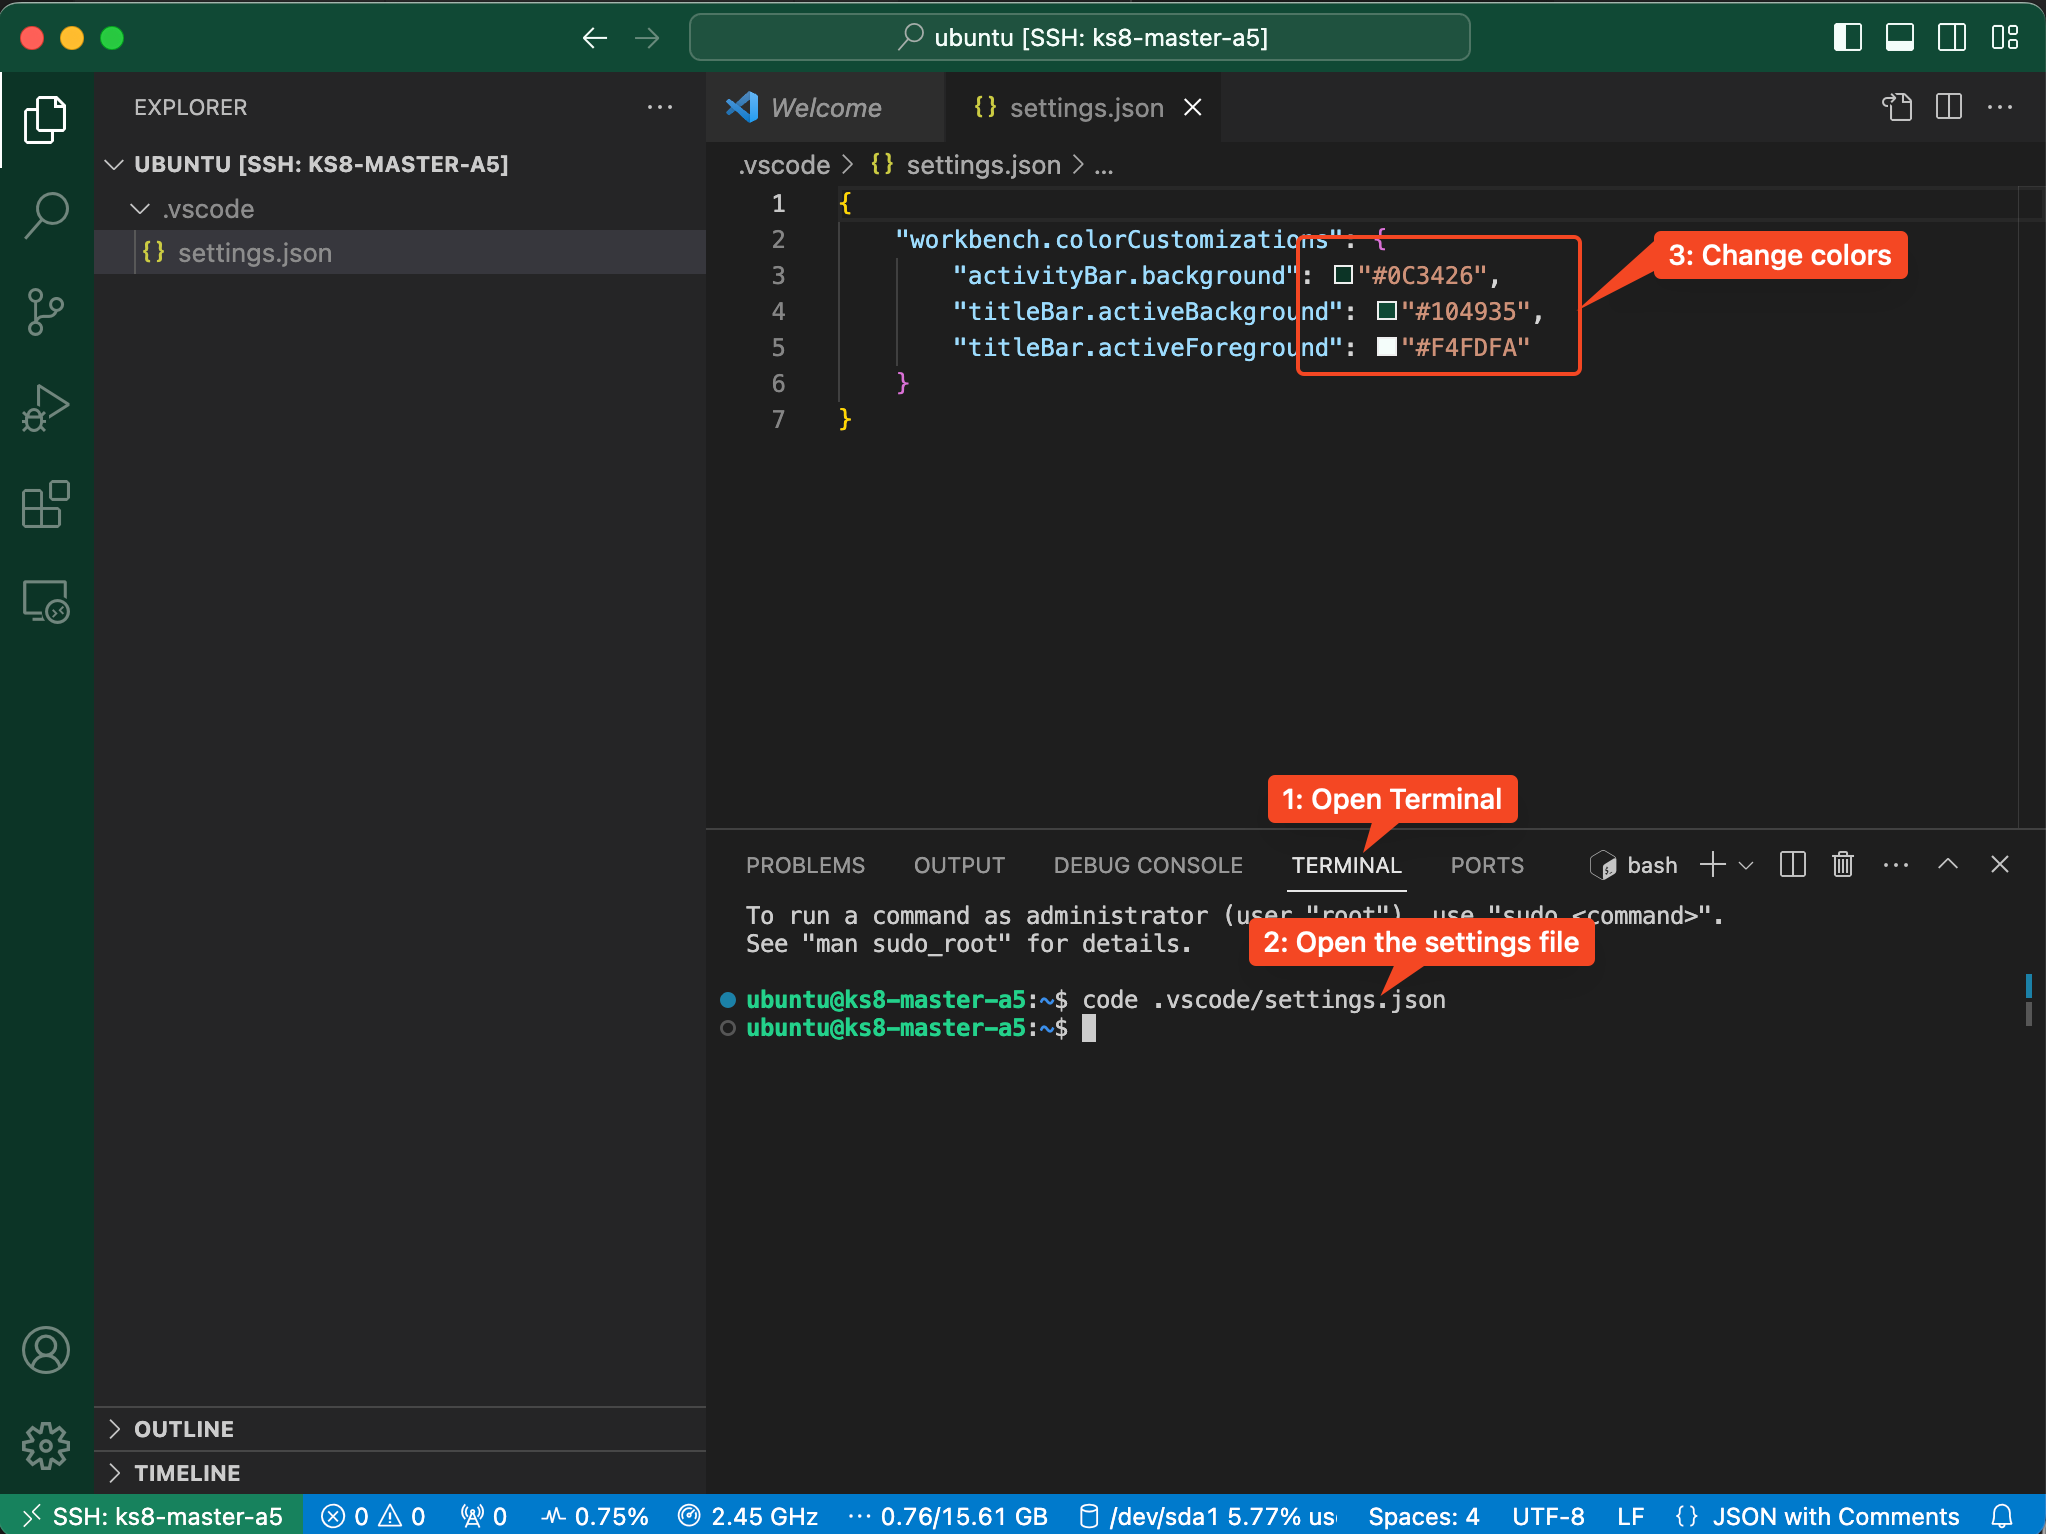 ubuntu [SSH: ks8-master-a5]
EXPLORER
UBUNTU [SSH: KS8-MASTER-A5]
.vscode
{} settings.json
OUTLINE
TIMELINE
Welcome
{} settings.json
.vscode > {} settings.json > ...
1 {
2 "workbench.colorCustomizations": {
3 "activityBar.background": "#0C3426",
4 "titleBar.activeBackground": "#104935",
5 "titleBar.activeForeground": "#F4FDFA"
6 }
7 }
3: Change colors
1: Open Terminal
PROBLEMS OUTPUT DEBUG CONSOLE TERMINAL PORTS bash
To run a command as administrator (user "root"), use "sudo <command>".
See "man sudo_root" for details.
2: Open the settings file
ubuntu@ks8-master-a5:~$ code .vscode/settings.json
ubuntu@ks8-master-a5:~$
SSH: ks8-master-a5 0 0 0 0.75% 2.45 GHz 0.76/15.61 GB /dev/sda1 5.77% us Spaces: 4 UTF-8 LF {} JSON with Comments